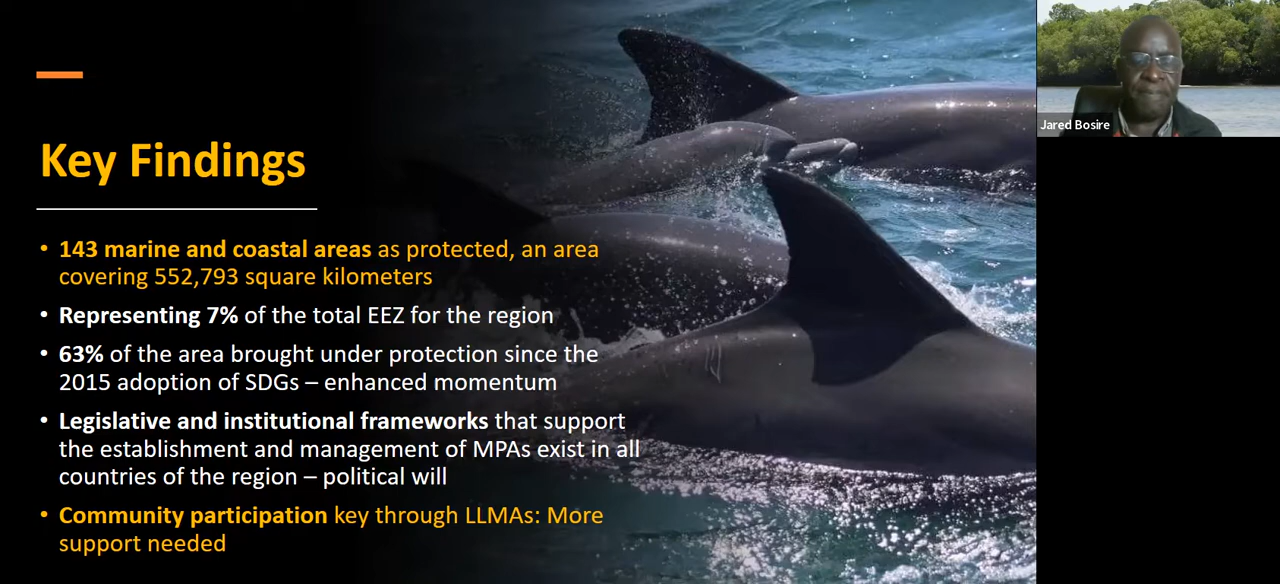 Key Findings
• 143 marine and coastal areas as protected, an area
covering 552,793 square kilometers
• Representing 7% of the total EEZ for the region
• 63% of the area brought under protection since the
2015 adoption of SDGs – enhanced momentum
• Legislative and institutional frameworks that support
the establishment and management of MPAs exist in all
countries of the region – political will
• Community participation key through LLMAs: More
support needed
Jared Bosire